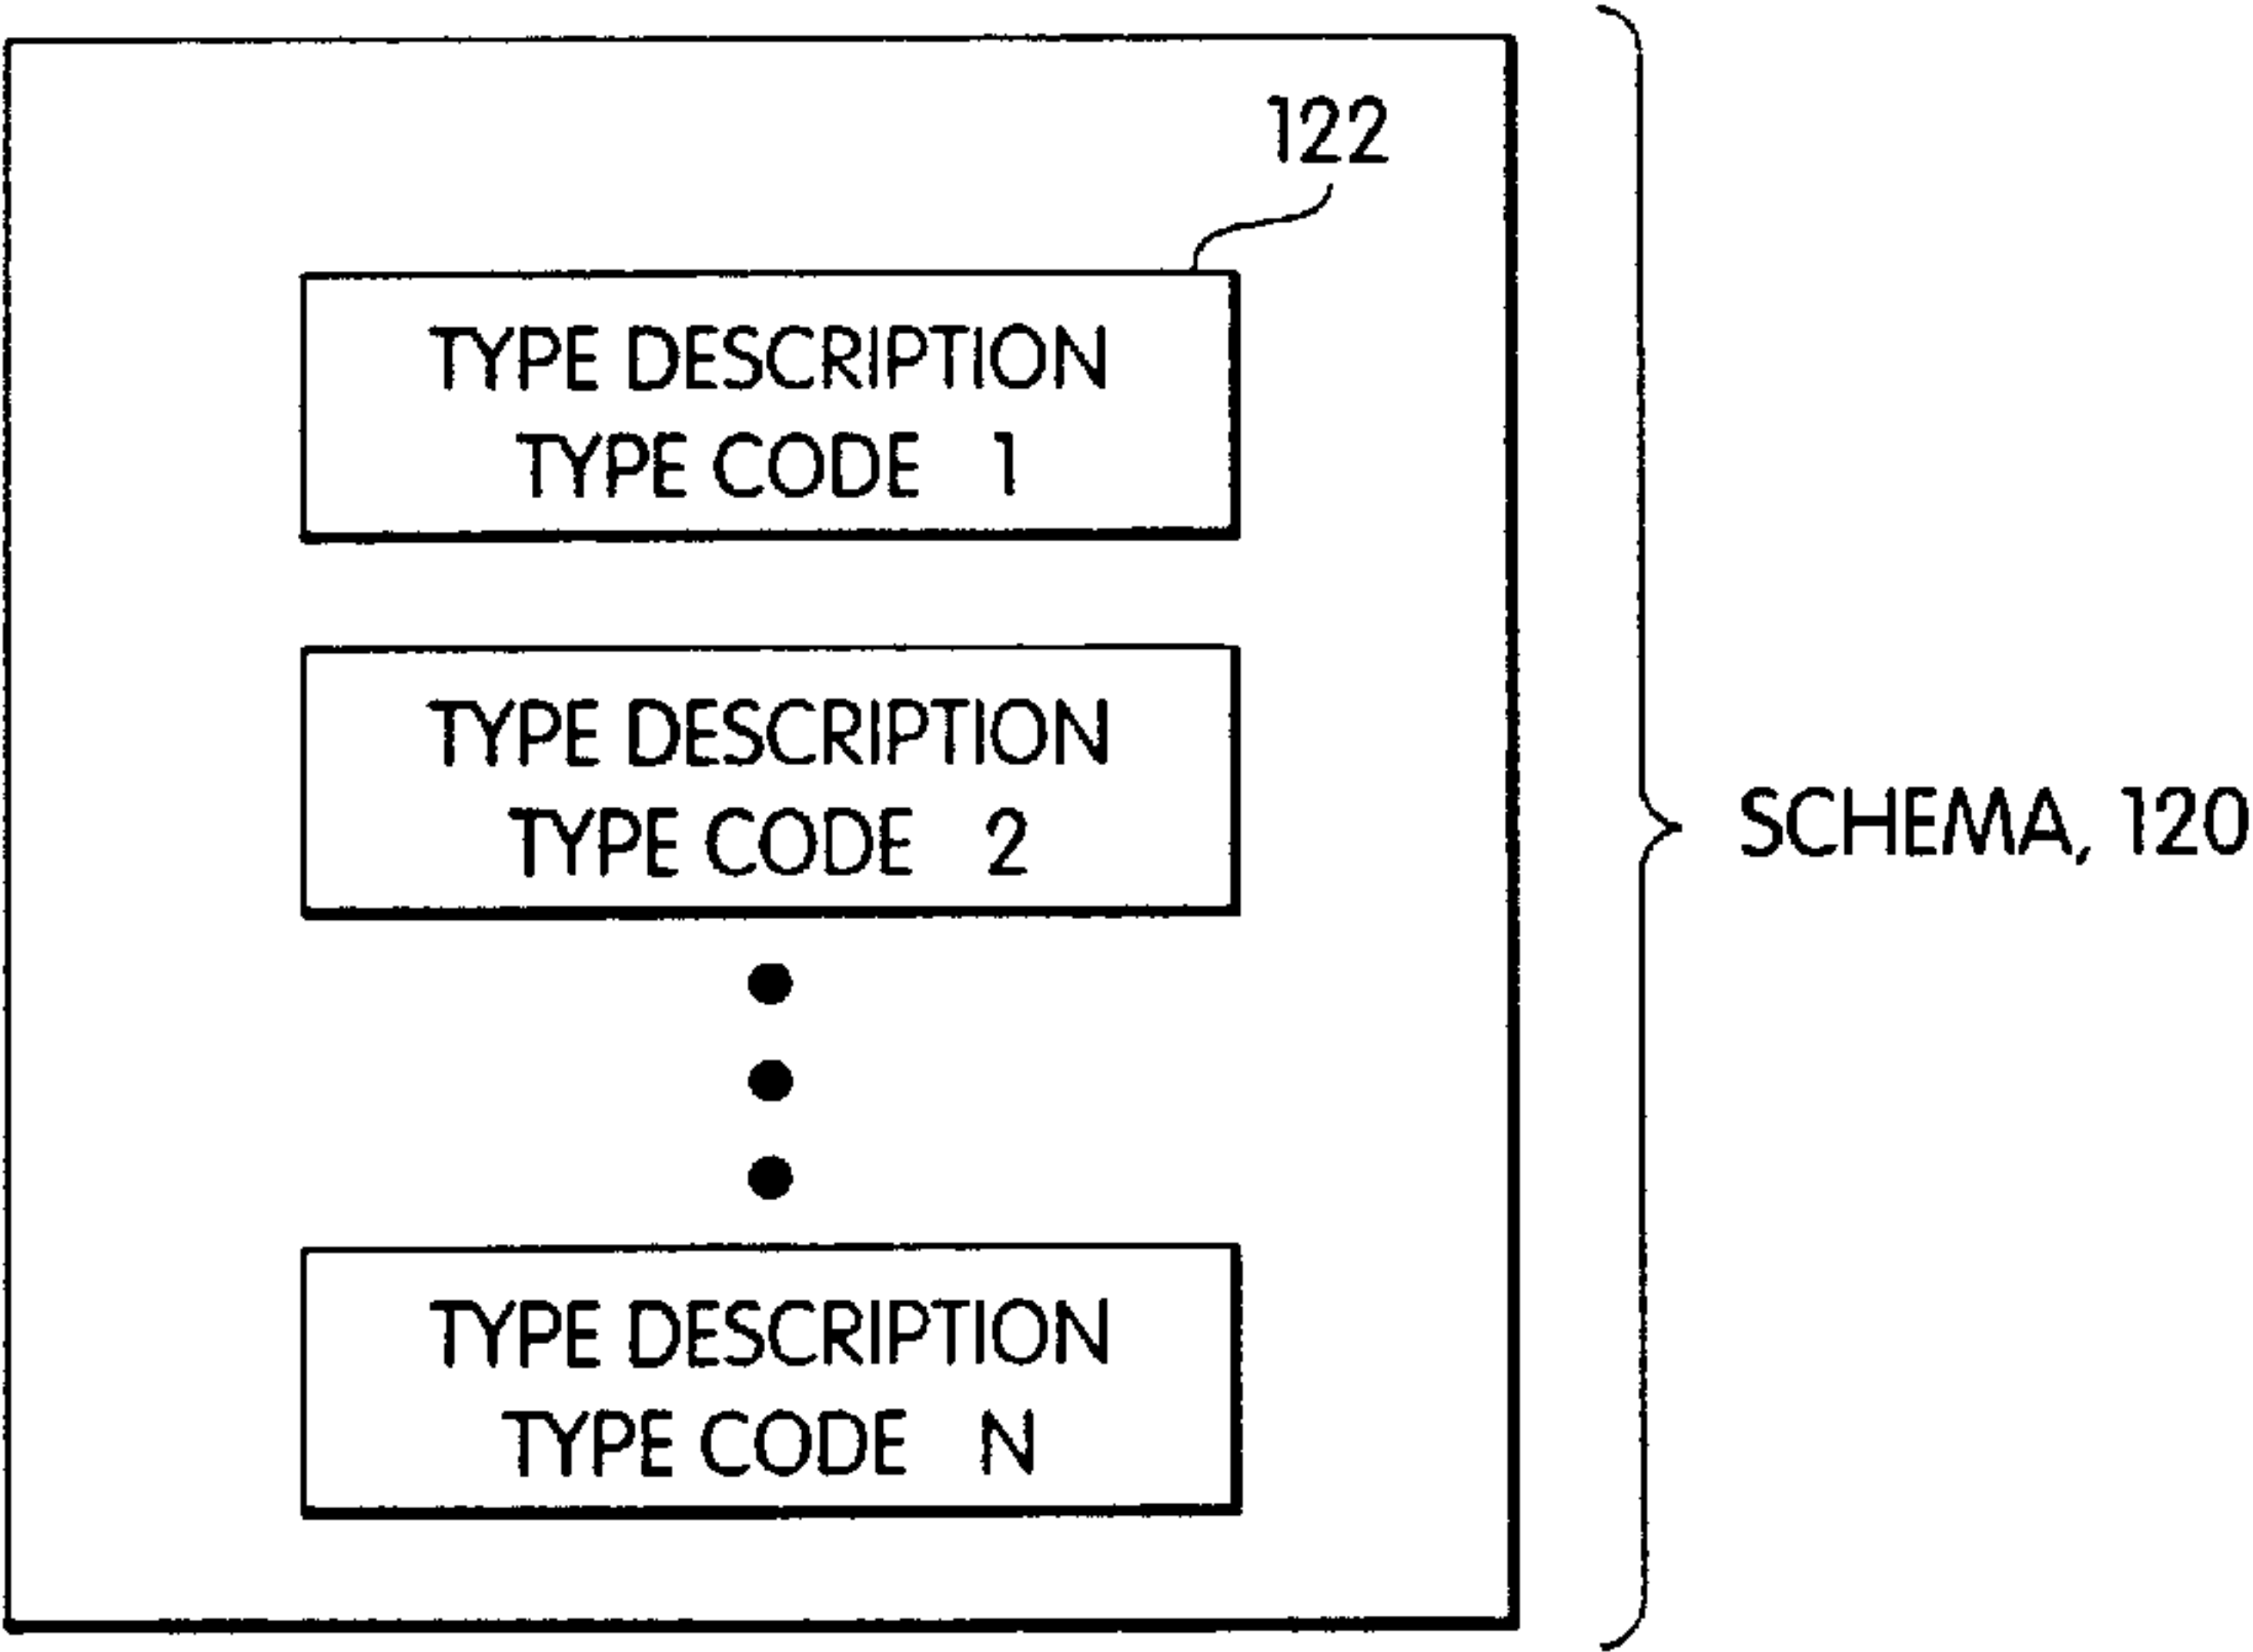 122
TYPE DESCRIPTION
TYPE CODE 1
TYPE DESCRIPTION
TYPE CODE 2
SCHEMA, 120
TYPE DESCRIPTION
TYPE CODE N